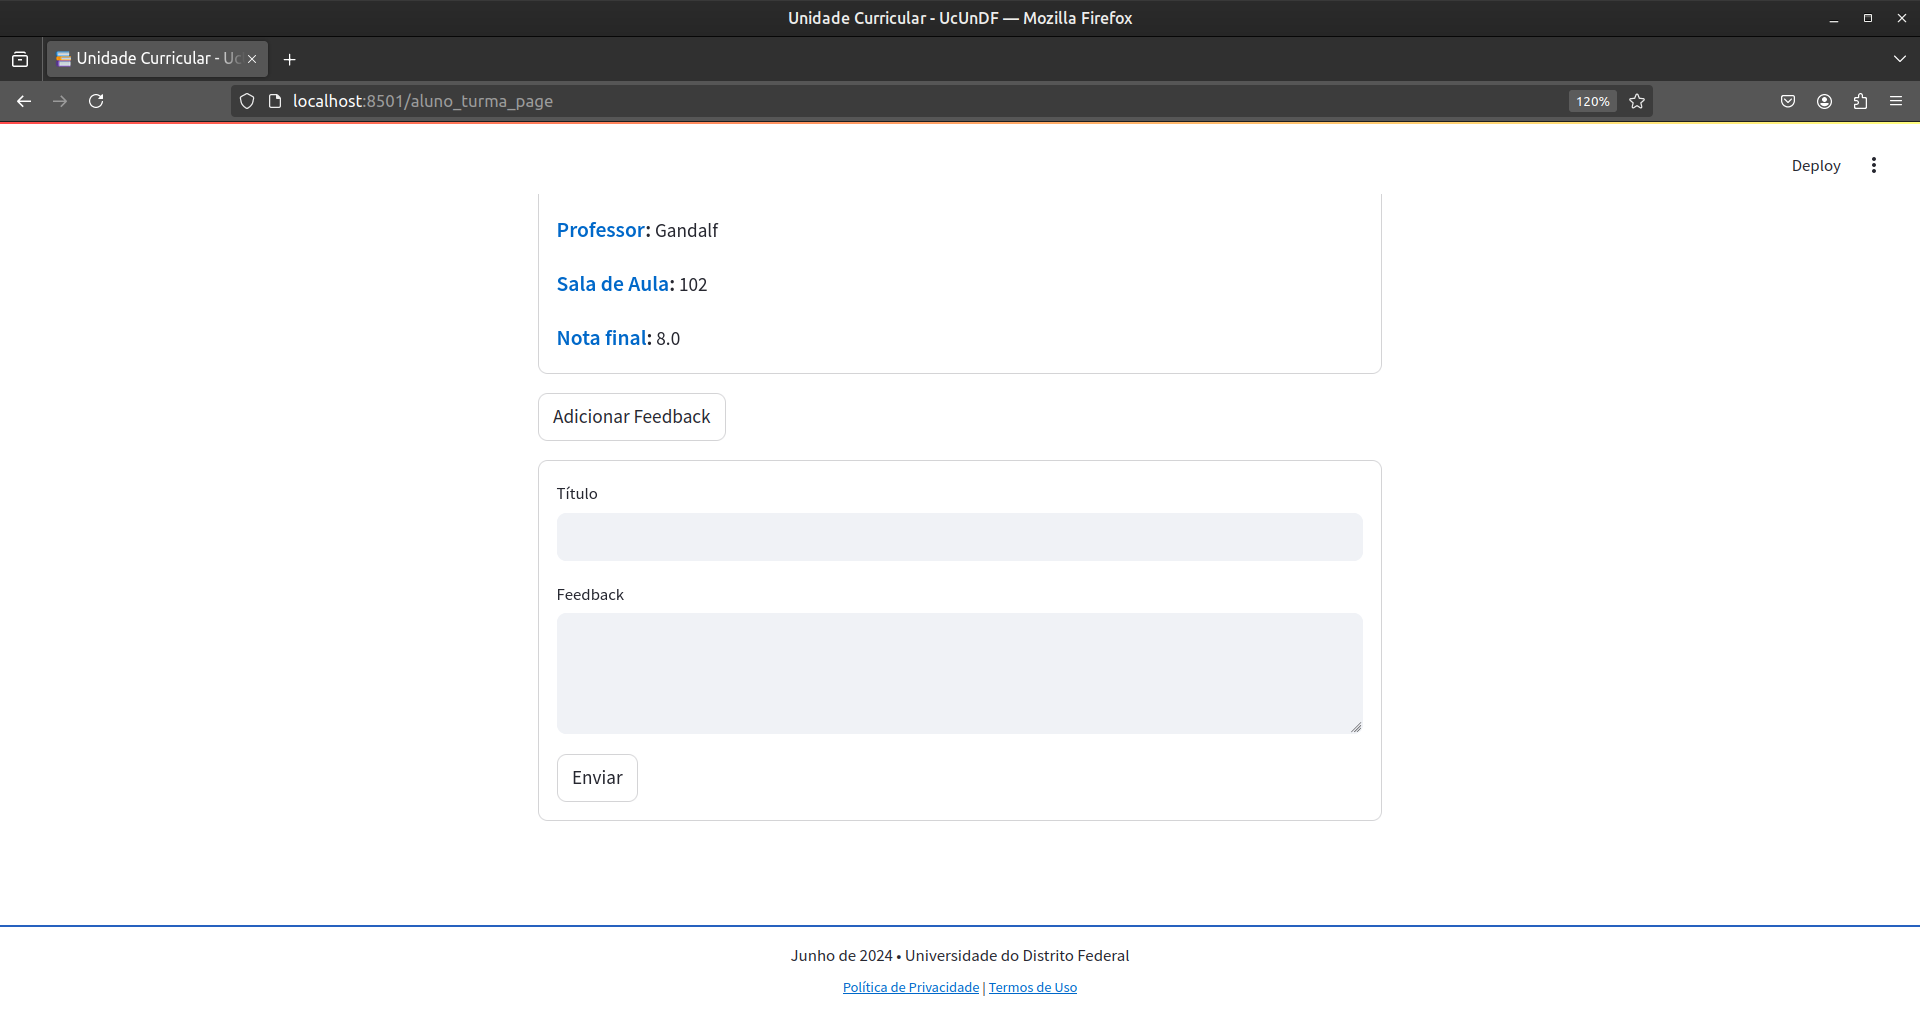 Unidade Curricular - UcUnDF — Mozilla Firefox
Unidade Curricular - Uc
localhost:8501/aluno_turma_page
120%
Deploy
Professor: Gandalf
Sala de Aula: 102
Nota final: 8.0
Adicionar Feedback
Título
Feedback
Enviar
Junho de 2024 • Universidade do Distrito Federal
Política de Privacidade | Termos de Uso